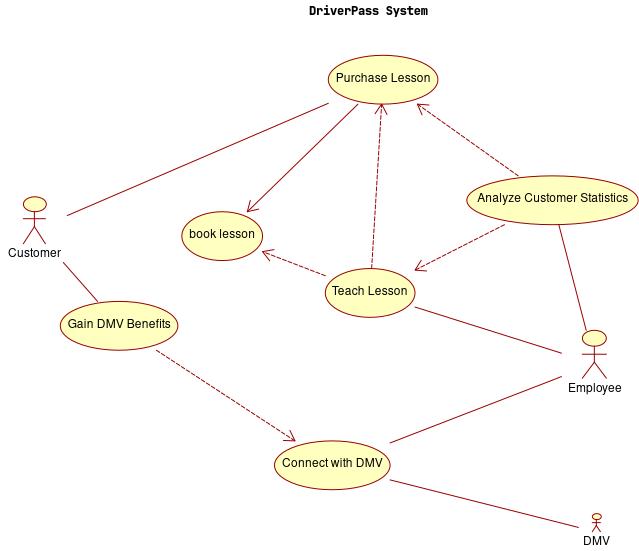 DriverPass System
Purchase Lesson
Analyze Customer Statistics
book lesson
Customer
Teach Lesson
Gain DMV Benefits
Employee
Connect with DMV
DMV